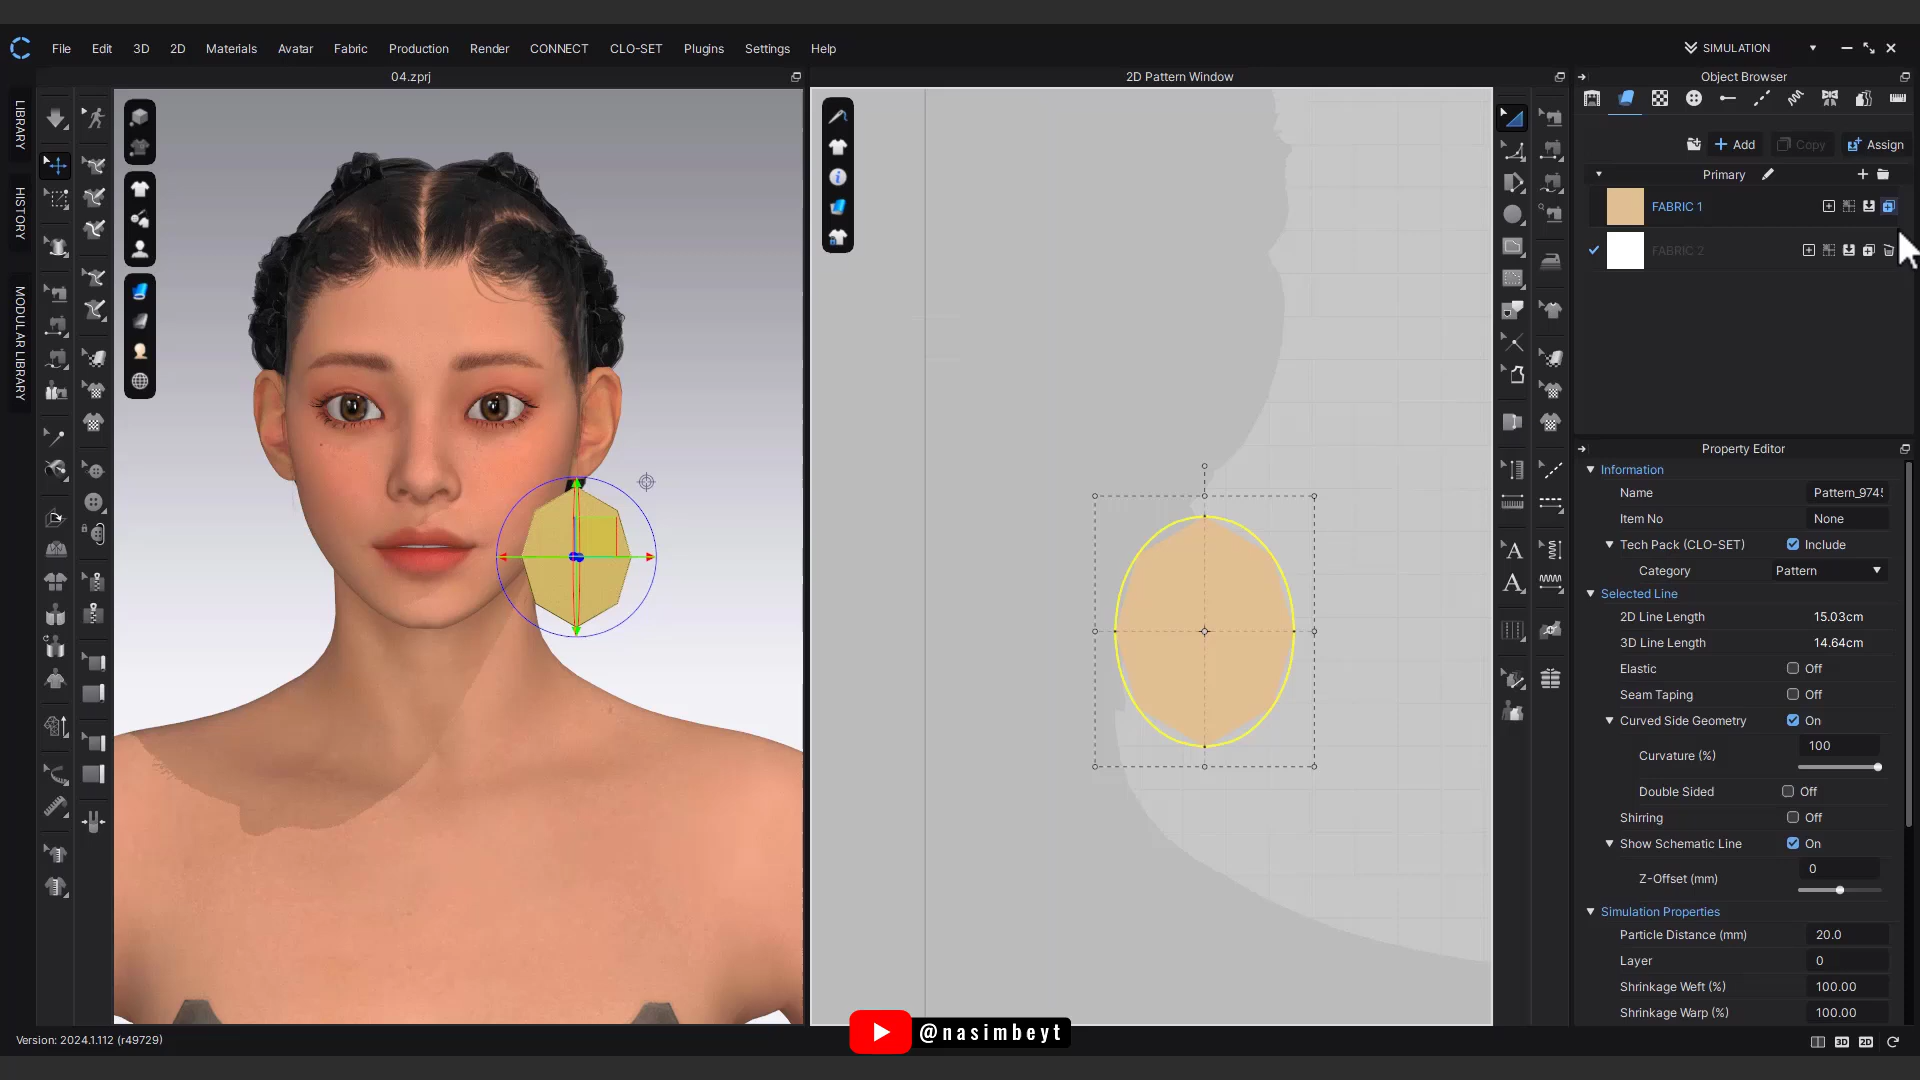 File Edit 3D 2D Materials Avatar Fabric Production Render CONNECT CLO-SET Plugins Settings Help
SIMULATION
04.zprj
2D Pattern Window
Object Browser
LIBRARY
HISTORY
MODULAR LIBRARY
Add Copy Assign
Primary
FABRIC 1
FABRIC 2
Property Editor
Information
Name Pattern_9745
Item No None
Tech Pack (CLO-SET) Include
Category Pattern
Selected Line
2D Line Length 15.03cm
3D Line Length 14.64cm
Elastic Off
Seam Taping Off
Curved Side Geometry On
Curvature (%) 100
Double Sided Off
Shirring Off
Show Schematic Line On
Z-Offset (mm) 0
Simulation Properties
Particle Distance (mm) 20.0
Layer 0
Shrinkage Weft (%) 100.00
Shrinkage Warp (%) 100.00
@nasimbeyt
Version: 2024.1.112 (r49729)
3D 2D